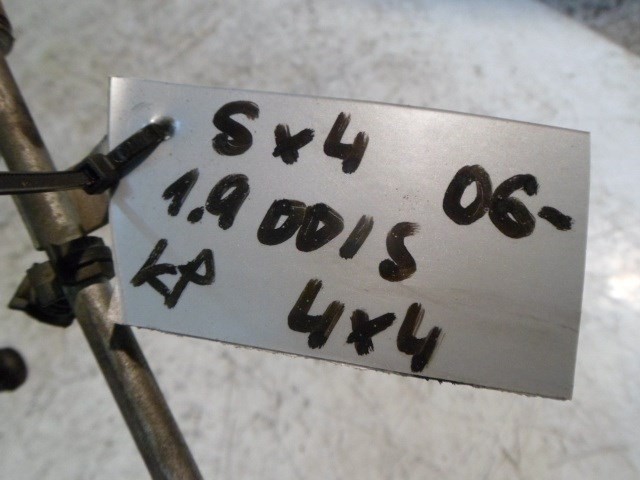 Sx4 06-
1.9 DDIS
KP 4x4